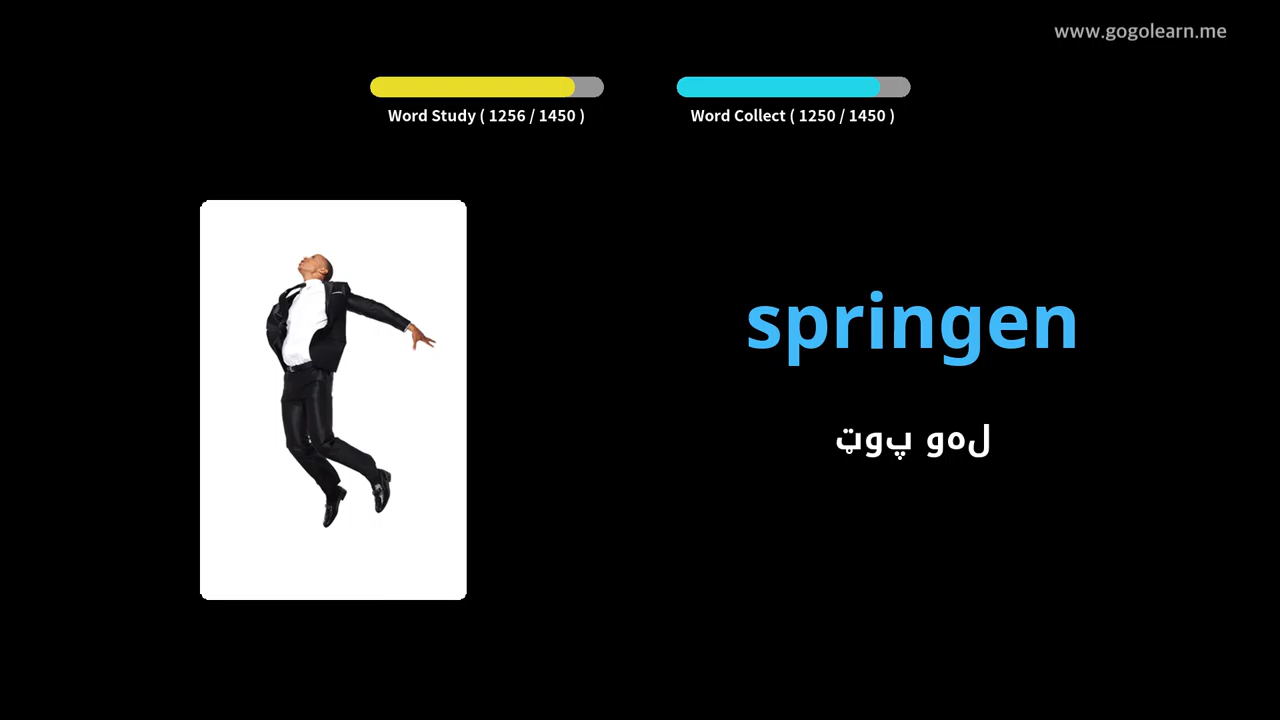 www.gogolearn.me
Word Study ( 1256 / 1450 )
Word Collect ( 1250 / 1450 )
springen
ټوپ وهل